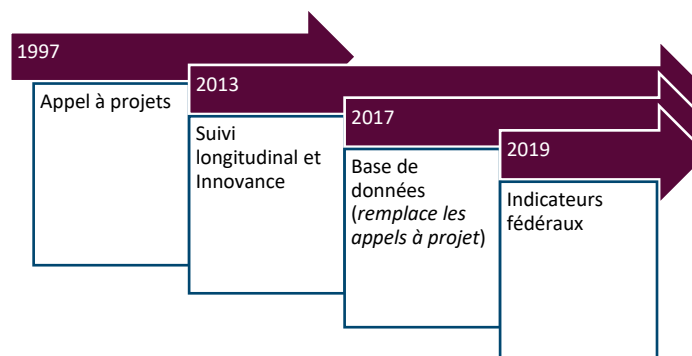 1997
Appel à projets
2013
Suivi
longitudinal et
Innovance
2017
Base de
données
(remplace les
appels à projet)
2019
Indicateurs
fédéraux